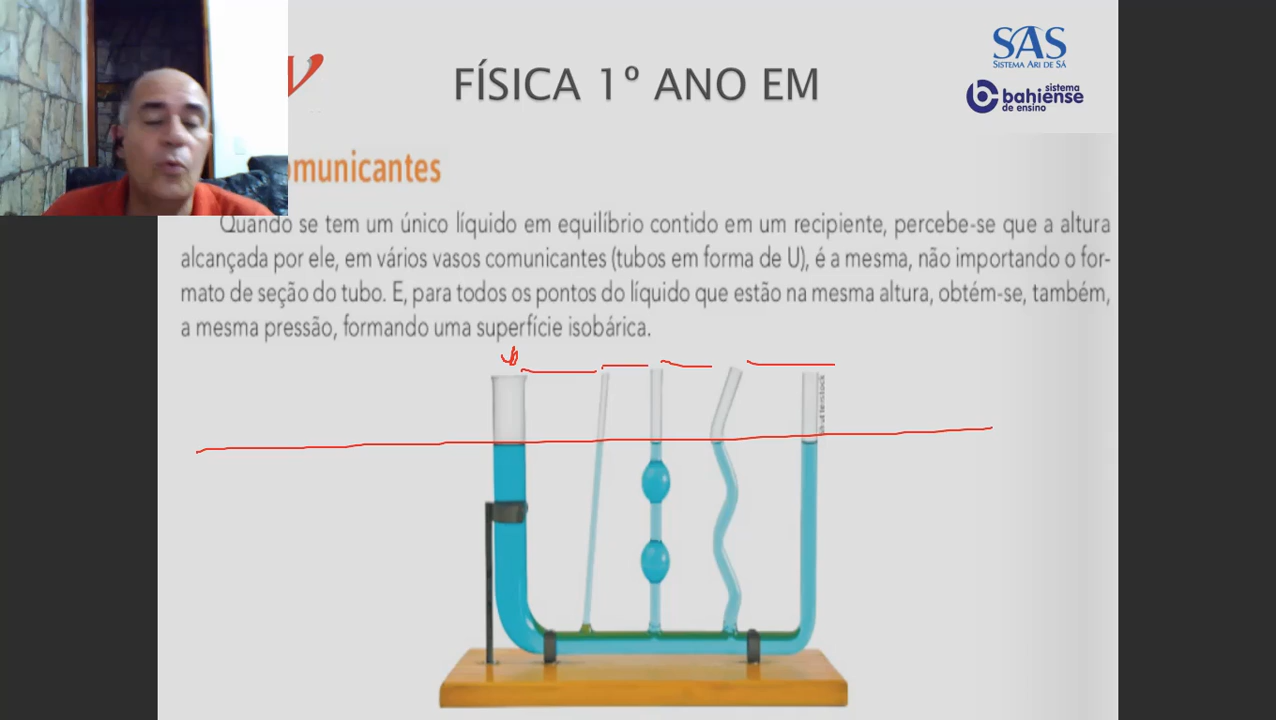 SAS
SISTEMA ARI DE SÁ
FÍSICA 1º ANO EM
sistema
bahiense
de ensino
omunicantes
Quando se tem um único líquido em equilíbrio contido em um recipiente, percebe-se que a altura
alcançada por ele, em vários vasos comunicantes (tubos em forma de U), é a mesma, não importando o for-
mato de seção do tubo. E, para todos os pontos do líquido que estão na mesma altura, obtém-se, também,
a mesma pressão, formando uma superfície isobárica.